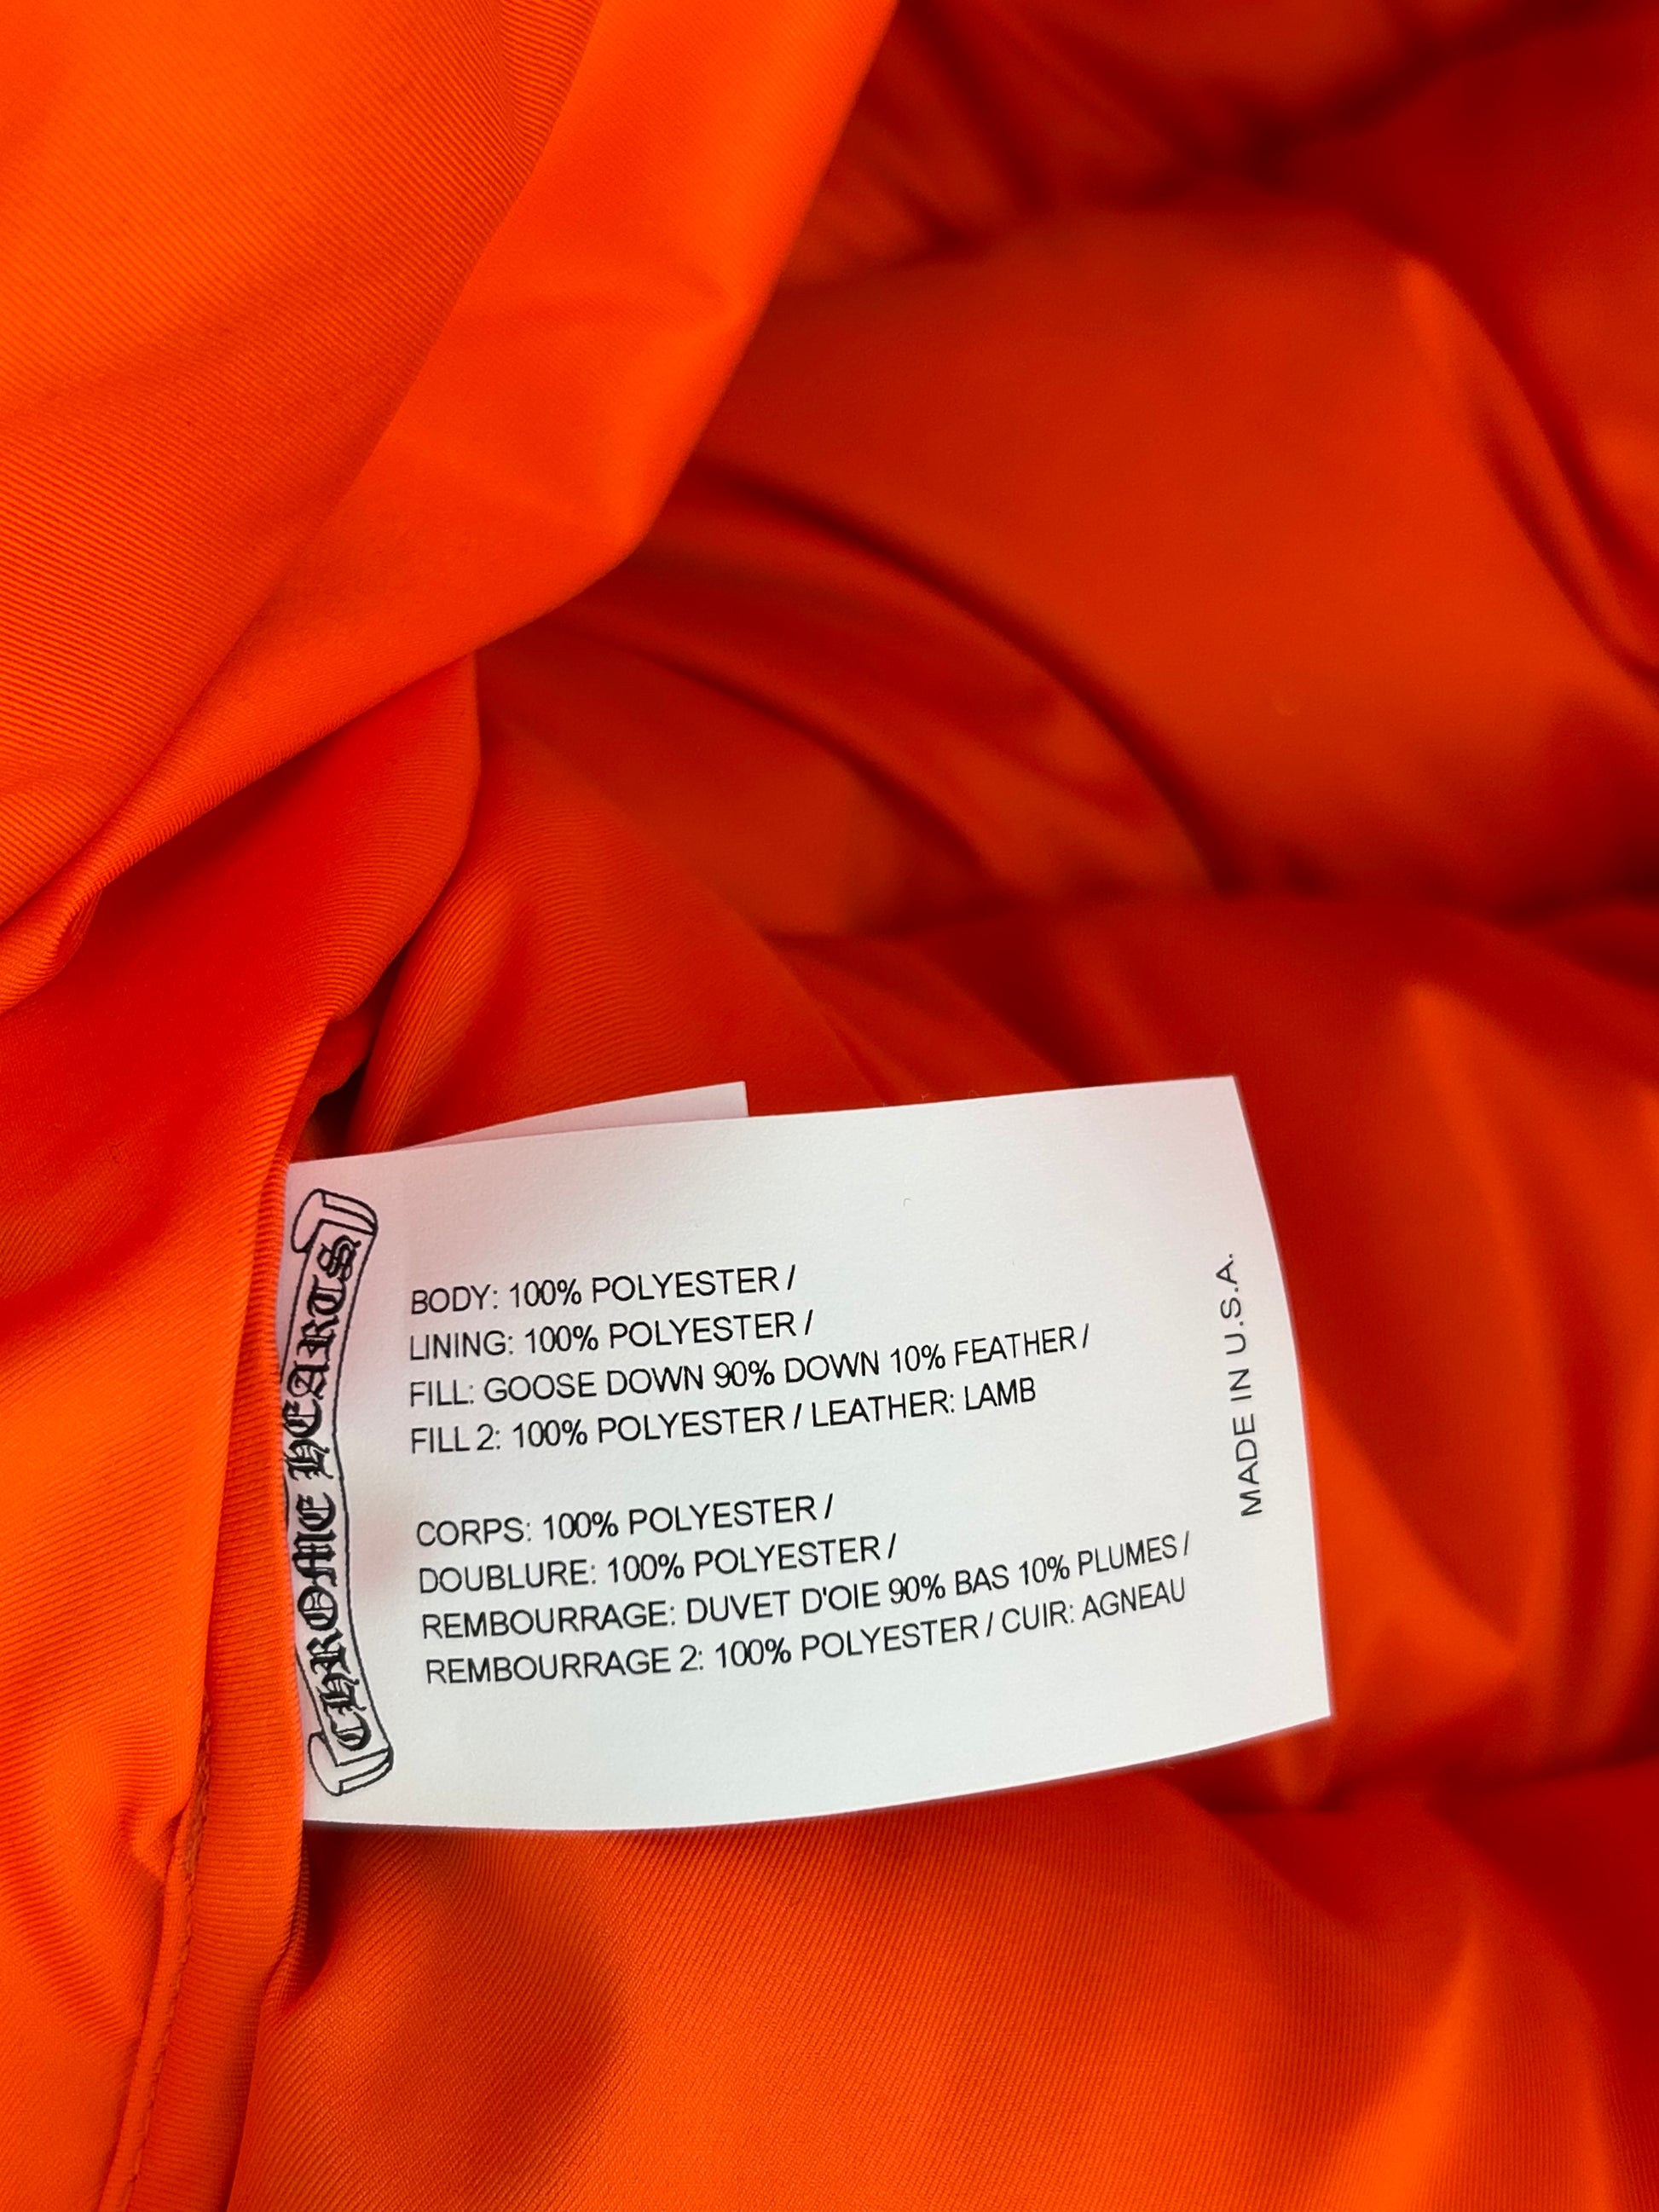 CHROME HEARTS
BODY: 100% POLYESTER /
LINING: 100% POLYESTER /
FILL: GOOSE DOWN 90% DOWN 10% FEATHER /
FILL 2: 100% POLYESTER / LEATHER: LAMB
CORPS: 100% POLYESTER /
DOUBLURE: 100% POLYESTER /
REMBOURRAGE: DUVET D'OIE 90% BAS 10% PLUMES /
REMBOURRAGE 2: 100% POLYESTER / CUIR: AGNEAU
MADE IN U.S.A.